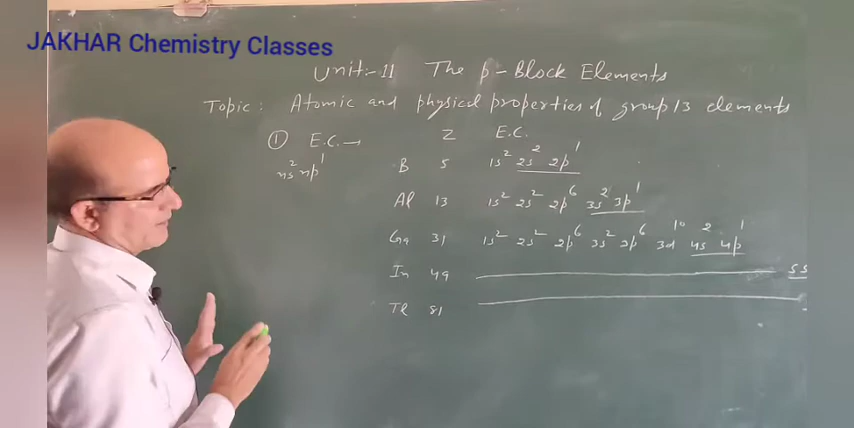 JAKHAR Chemistry Classes
Unit:- 11 The p-Block Elements
Topic: Atomic and physical properties of group 13 elements
① E.C. → Z E.C.
ns² np¹
B 5 1s² 2s² 2p¹
Al 13 1s² 2s² 2p⁶ 3s² 3p¹
Ga 31 1s² 2s² 2p⁶ 3s² 3p⁶ 3d¹⁰ 4s² 4p¹
In 49 5s
Tl 81